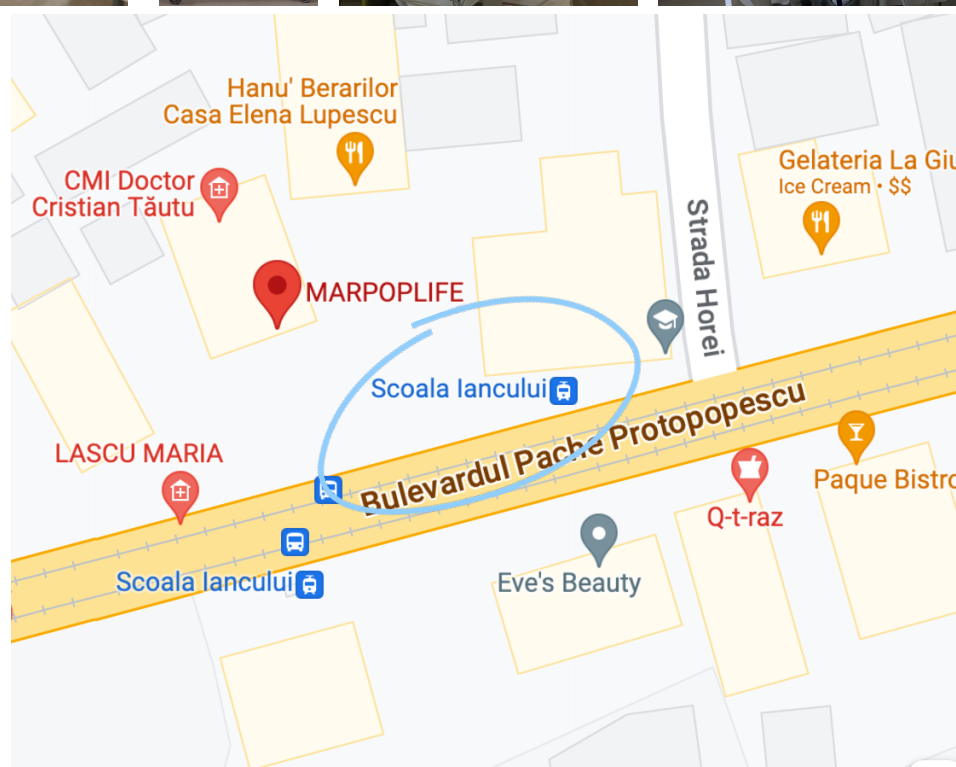 Hanu' Berarilor
Casa Elena Lupescu
Gelateria La Giu
Ice Cream • $$
CMI Doctor
Cristian Tăutu
Strada Horei
MARPOPLIFE
Scoala Iancului
Bulevardul Pache Protopopescu
LASCU MARIA
Paque Bistro
Q-t-raz
Scoala Iancului
Eve's Beauty